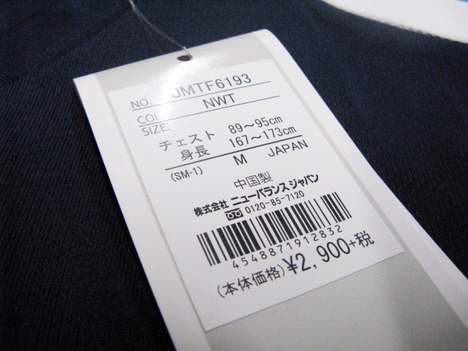 NO. JMTF6193
COL. NWT
SIZE.
チェスト 89～95cm
身長 167～173cm
(SM-1) M JAPAN
中国製
株式会社 ニューバランスジャパン
0120-85-7120
4548871912832
(本体価格) ¥2,900+税